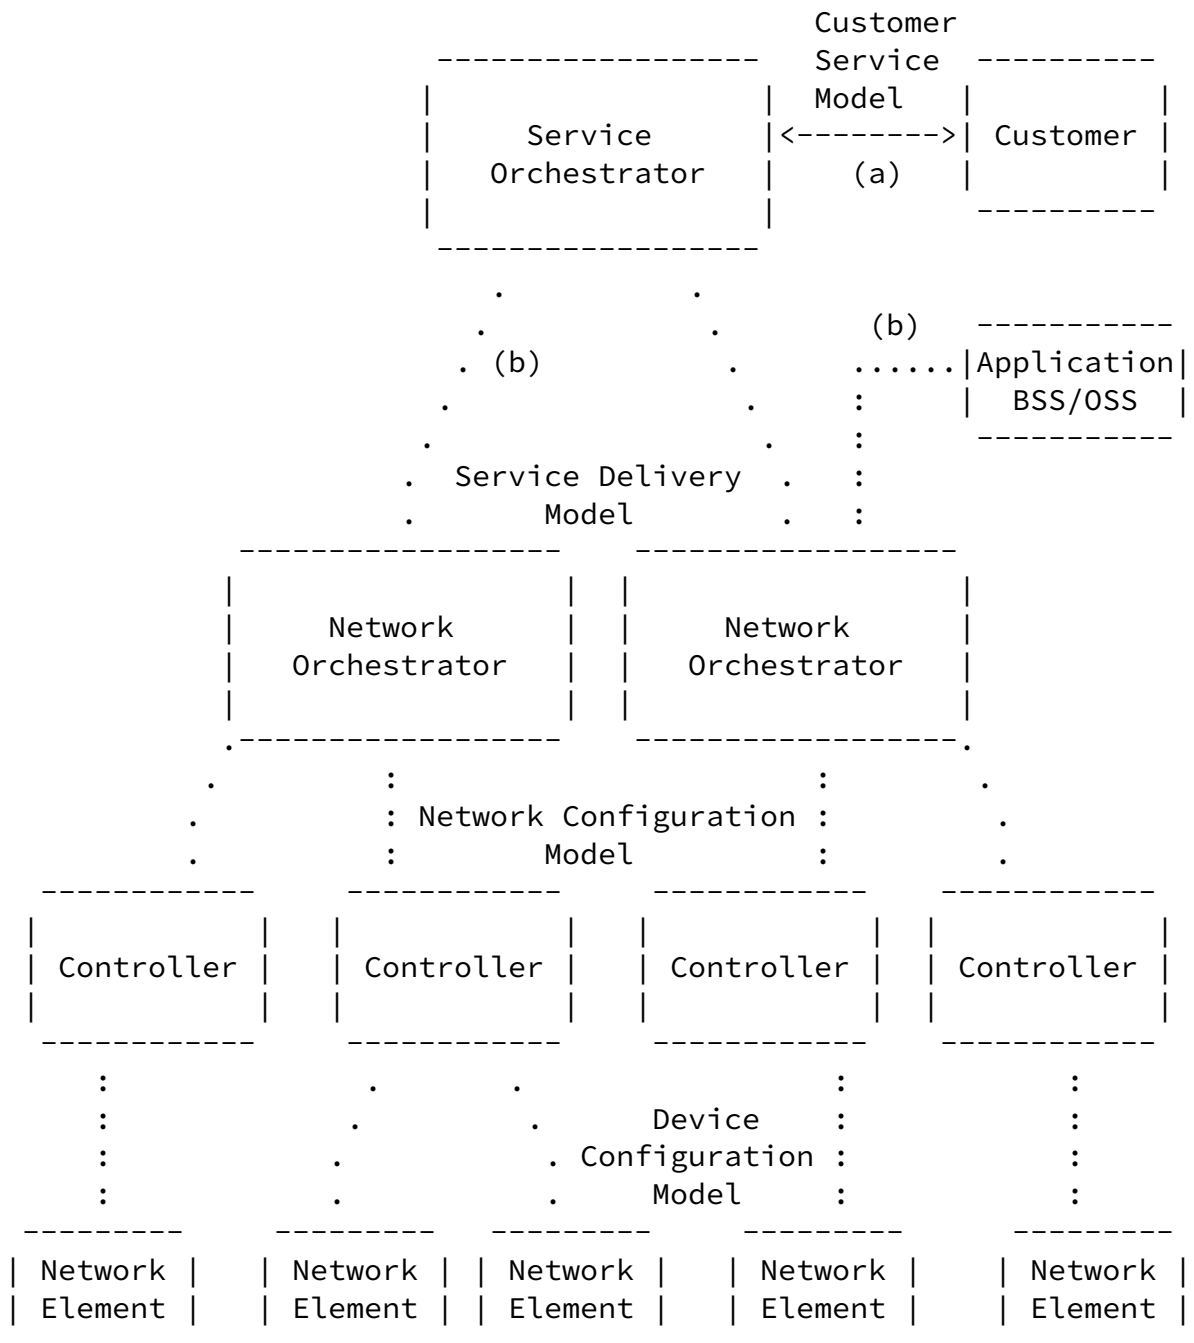 Customer
Service
Model
Service
Orchestrator
<-------->
(a)
Customer
(b)
(b)
Application
BSS/OSS
Service Delivery
Model
Network
Orchestrator
Network
Orchestrator
Network Configuration
Model
Controller
Controller
Controller
Controller
Device
Configuration
Model
Network
Element
Network
Element
Network
Element
Network
Element
Network
Element